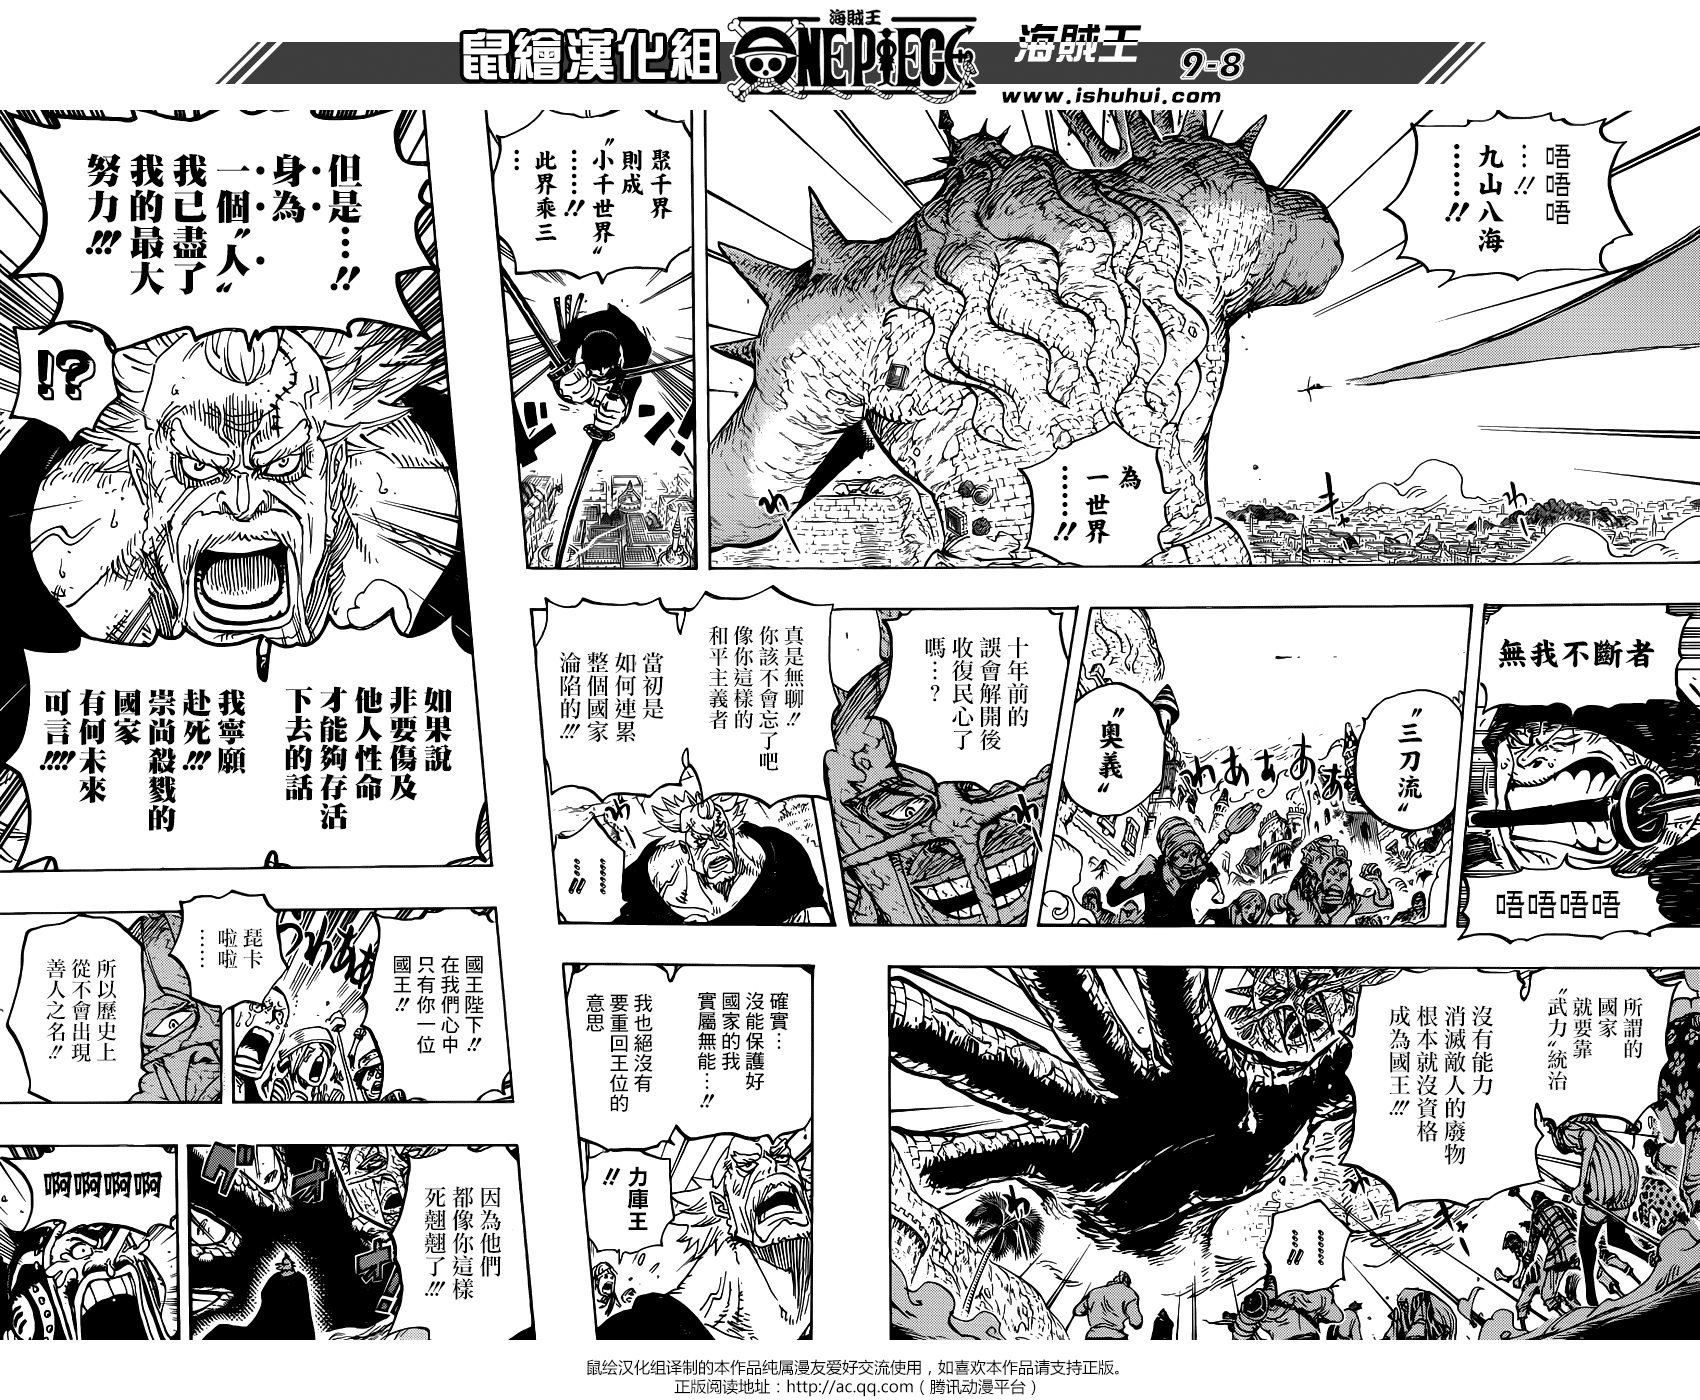 鼠繪漢化組
海賊王
ONE PIECE
海賊王
9-8
www.ishuhui.com
唔唔唔
…!!
九山八海
……!!
為
一世界
……!!
聚千界
則成
“小千世界”
……!!
此界乘三
……
無我不斷者
唔唔唔唔
“三刀流”
“奧義”
十年前的
誤會解開後
收復民心了
嗎…?
真是無聊!!
你該不會忘了吧
像你這樣的
和平主義者
當初是
如何連累
整個國家
淪陷的!!!
……!!
所謂的
國家
就要靠
“武力”統治
沒有能力
消滅敵人的廢物
根本就沒資格
成為國王!!!
……!!
確實…
沒能保護好
國家的我
實屬無能…!!
我也絕沒有
要重回王位的
意思
力庫王
!!
但是…!!
身為
一個“人”
我已盡了
我的最大
努力!!!
!?
如果說
非要傷及
他人性命
才能夠存活
下去的話
我寧願
赴死!!!
崇尚殺戮的
國家
有何未來
可言!!!!
國王陛下!!
在我們心中
只有你一位
國王!!
琵卡
啦啦
……
所以歷史上
從不會出現
善人之名!!
因為他們
都像你這樣
死翹翹了!!!
啊啊啊啊
鼠绘汉化组译制的本作品纯属漫友爱好交流使用，如喜欢本作品请支持正版。
正版阅读地址：http://ac.qq.com（腾讯动漫平台）